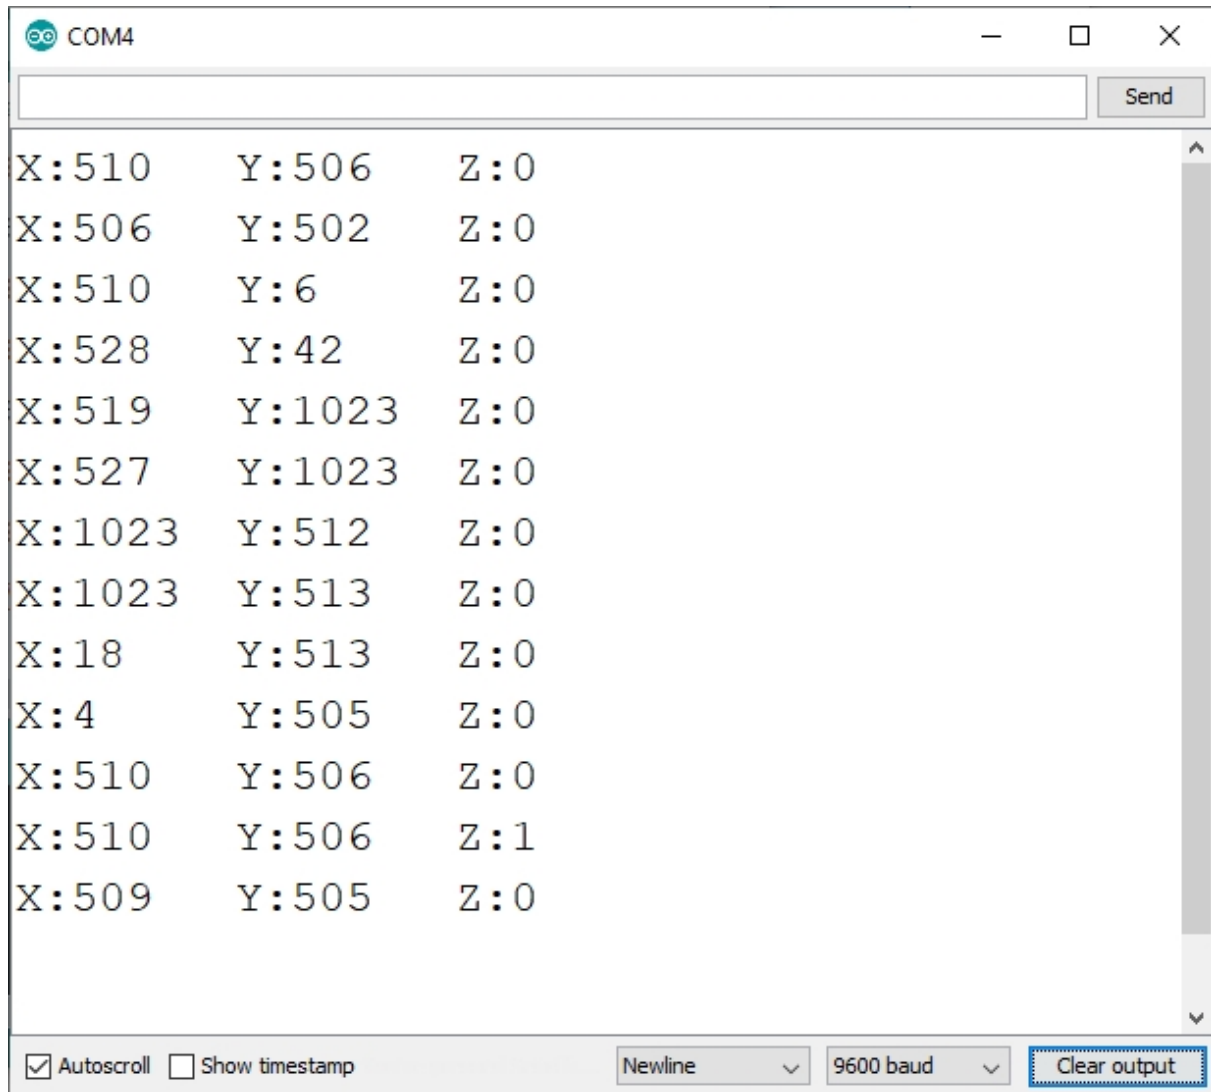 COM4
Send
X:510 Y:506 Z:0
X:506 Y:502 Z:0
X:510 Y:6 Z:0
X:528 Y:42 Z:0
X:519 Y:1023 Z:0
X:527 Y:1023 Z:0
X:1023 Y:512 Z:0
X:1023 Y:513 Z:0
X:18 Y:513 Z:0
X:4 Y:505 Z:0
X:510 Y:506 Z:0
X:510 Y:506 Z:1
X:509 Y:505 Z:0
Autoscroll Show timestamp Newline 9600 baud Clear output